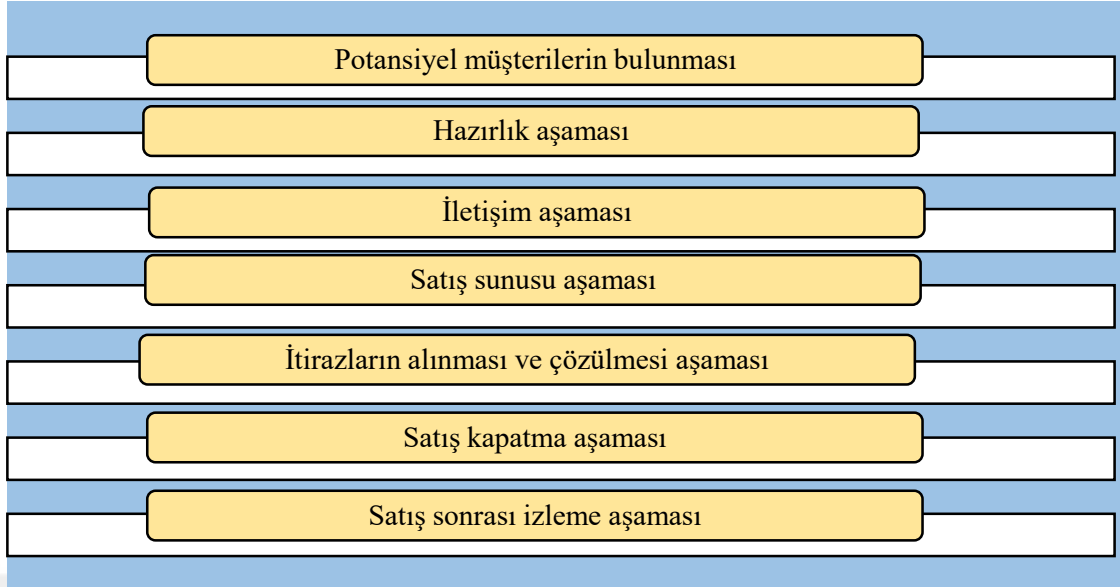 Potansiyel müşterilerin bulunması
Hazırlık aşaması
İletişim aşaması
Satış sunusu aşaması
İtirazların alınması ve çözülmesi aşaması
Satış kapatma aşaması
Satış sonrası izleme aşaması